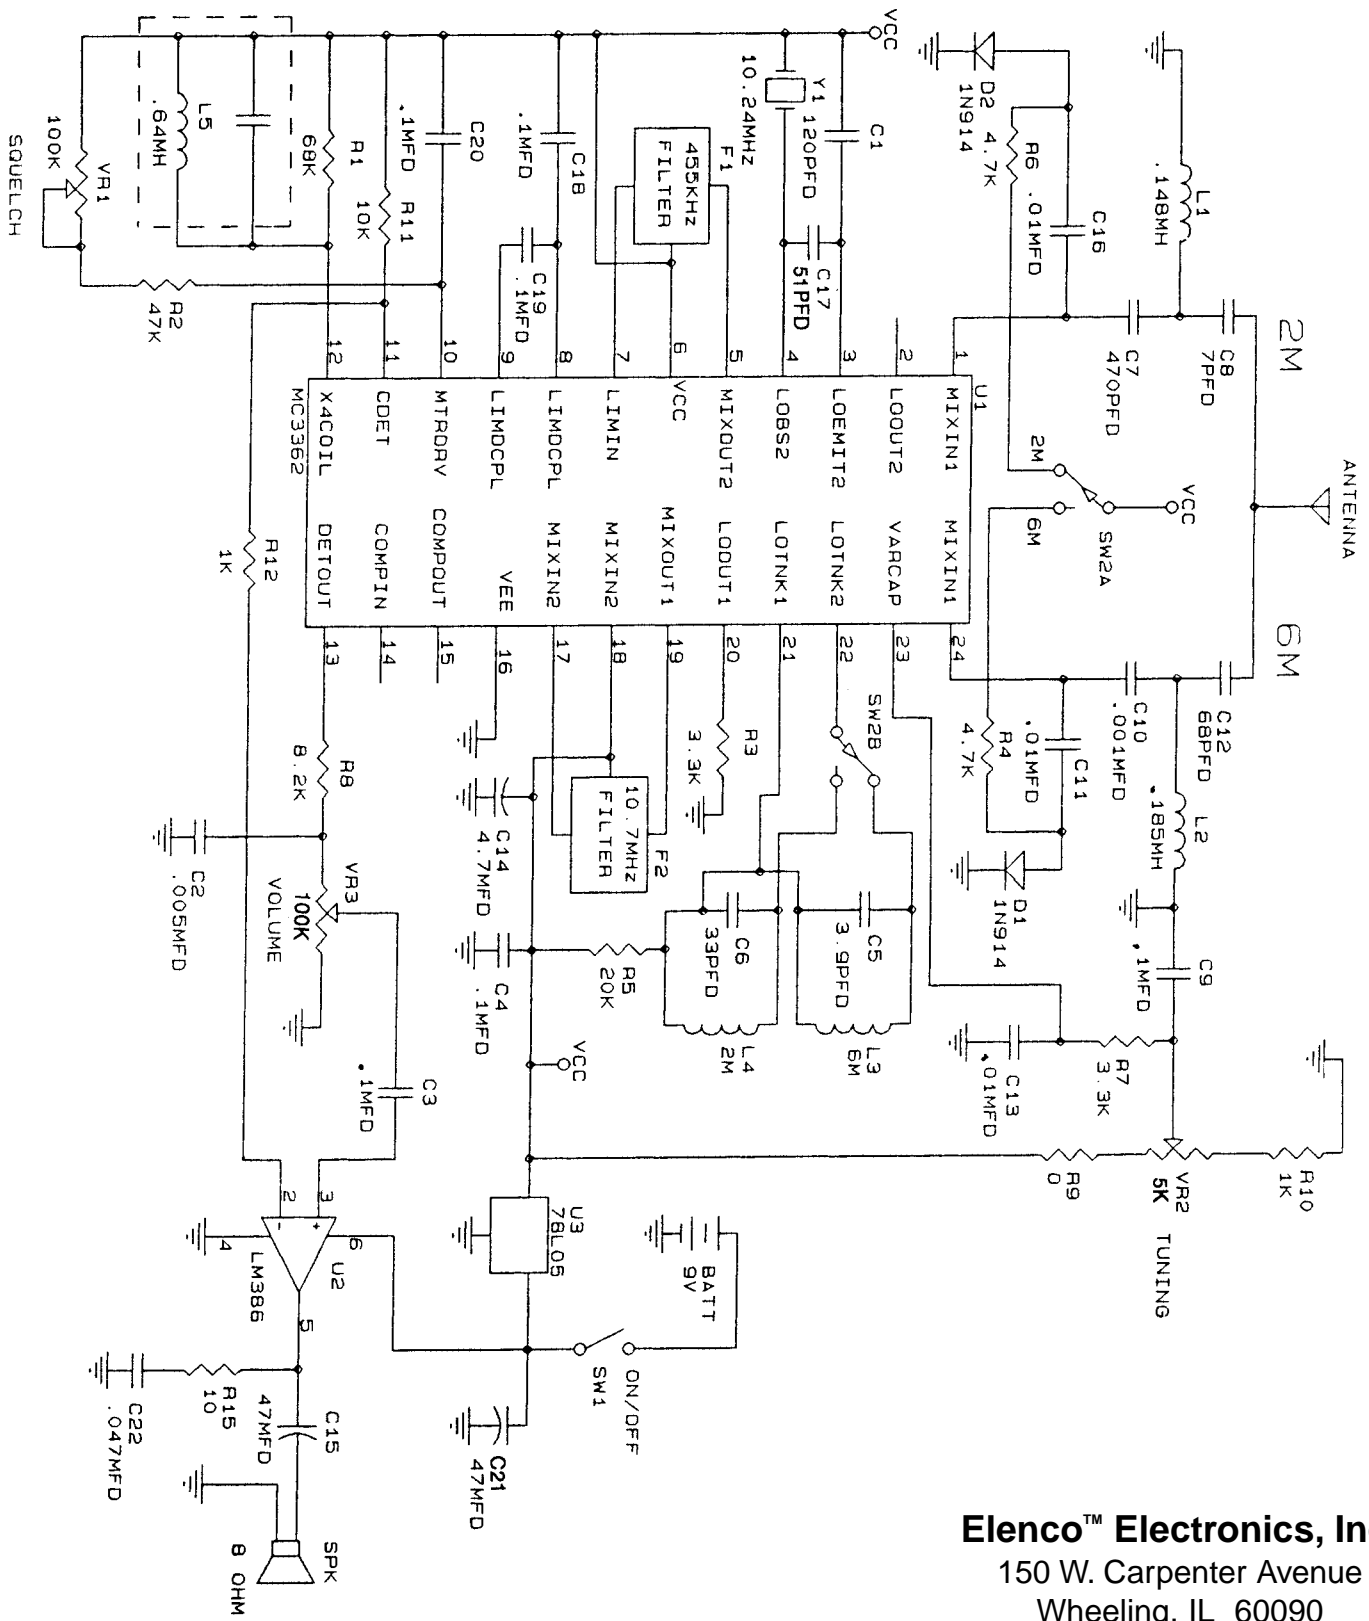 ANTENNA
2M
6M
C8
7PFD
C12
68PFD
L1
.148MH
C7
470PFD
C10
.001MFD
L2
.185MH
C9
.1MFD
VCC
SW2A
2M
6M
C16
.01MFD
R6
4.7K
D2
1N914
C11
.01MFD
R4
4.7K
D1
1N914
R7
3.3K
C13
.01MFD
R10
1K
VR2
5K
TUNING
R9
0
VCC
C1
120PFD
Y1
10.24MHz
C17
51PFD
F1
455KHz
FILTER
C18
.1MFD
C19
.1MFD
C20
.1MFD
R11
10K
R1
68K
L5
.64MH
VR1
100K
SQUELCH
R2
47K
U1
1 MIXIN1 MIXIN1 24
2 LOOUT2 VARCAP 23
3 LOEMIT2 LOTNK2 22
4 LOBS2 LOTNK1 21
5 MIXOUT2 LOOUT1 20
6 VCC MIXOUT1 19
7 LIMIN MIXIN2 18
8 LIMDCPL MIXIN2 17
9 LIMDCPL VEE 16
10 MTRDRV COMPOUT 15
11 CDET COMPIN 14
12 X4COIL DETOUT 13
MC3362
SW2B
C5
3.9PFD
L3
6M
C6
33PFD
L4
2M
R3
3.3K
R5
20K
F2
10.7MHz
FILTER
C14
4.7MFD
C4
.1MFD
VCC
R12
1K
R8
8.2K
C2
.005MFD
VR3
100K
VOLUME
C3
.1MFD
U3
78L05
BATT
9V
ON/OFF
SW1
C21
47MFD
2
-
3
+
6
4
5
U2
LM386
R15
10
C22
.047MFD
C15
47MFD
SPK
8 OHM
Elenco™ Electronics, In
150 W. Carpenter Avenue
Wheeling, IL 60090